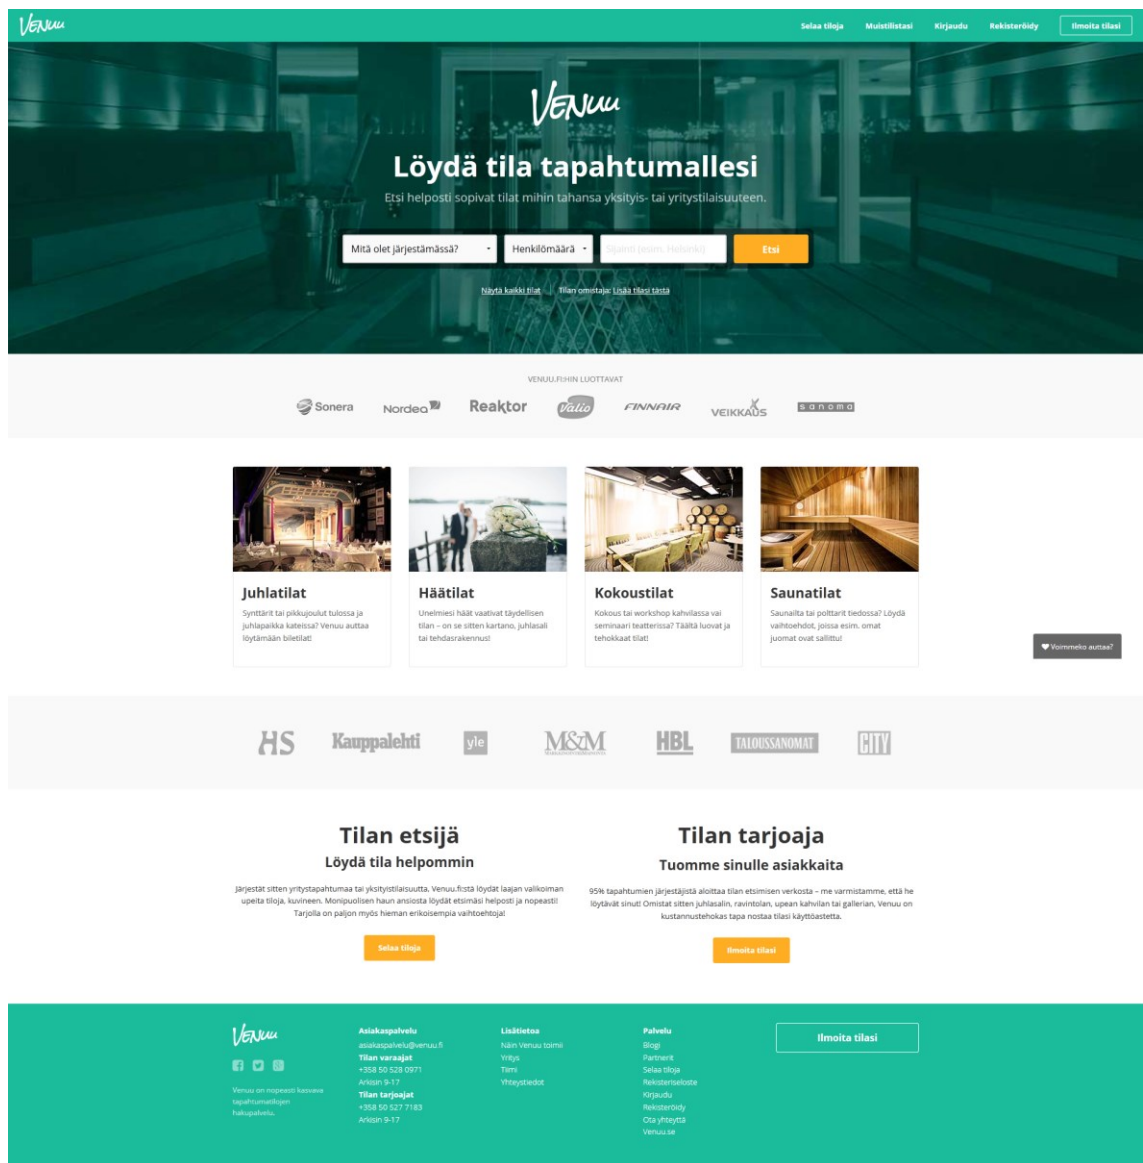 Venuu
Selaa tiloja Muistilistasi Kirjaudu Rekisteröidy Ilmoita tilasi
Venuu
Löydä tila tapahtumallesi
Etsi helposti sopivat tilat mihin tahansa yksityis- tai yritystilaisuuteen.
Mitä olet järjestämässä? Henkilömäärä Sijainti (esim. Helsinki) Etsi
Näytä kaikki tilat Tilan omistaja: Lisää tilasi tästä
VENUU.FI:HIN LUOTTAVAT
Sonera Nordea Reaktor Valio FINNAIR VEIKKAUS sanoma
Juhlatilat
Synttärit tai pikkujoulut tulossa ja
juhlapaikka kateissa? Venuu auttaa
löytämään biletilat!
Häätilat
Unelmiesi häät vaativat täydellisen
tilan – on se sitten kartano, juhlasali
tai tehdasrakennus!
Kokoustilat
Kokous tai workshop kahvilassa vai
seminaari teatterissa? Täältä luovat ja
tehokkaat tilat!
Saunatilat
Saunailta tai polttarit tiedossa? Löydä
vaihtoehdot, joissa esim. omat
juomat ovat sallittu!
Voimmeko auttaa?
HS Kauppalehti yle M&M HBL TALOUSSANOMAT CITY
Tilan etsijä
Löydä tila helpommin
Järjestät sitten yritystapahtumaa tai yksityistilaisuutta, Venuu.fi:stä löydät laajan valikoiman
upeita tiloja, kuvineen. Monipuolisen haun ansiosta löydät etsimäsi helposti ja nopeasti!
Tarjolla on paljon myös hieman erikoisempia vaihtoehtoja!
Selaa tiloja
Tilan tarjoaja
Tuomme sinulle asiakkaita
95% tapahtumien järjestäjistä aloittaa tilan etsimisen verkosta – me varmistamme, että he
löytävät sinut! Omistat sitten juhlasalin, ravintolan, upean kahvilan tai gallerian, Venuu on
kustannustehokas tapa nostaa tilasi käyttöastetta.
Ilmoita tilasi
Venuu
Venuu on nopeasti kasvava
tapahtumatilojen
hakupalvelu.
Asiakaspalvelu
asiakaspalvelu@venuu.fi
Tilan varaajat
+358 50 528 0971
Arkisin 9-17
Tilan tarjoajat
+358 50 527 7183
Arkisin 9-17
Lisätietoa
Näin Venuu toimii
Yritys
Tiimi
Yhteystiedot
Palvelu
Blogi
Partnerit
Selaa tiloja
Rekisteriseloste
Kirjaudu
Rekisteröidy
Ota yhteyttä
Venuu.se
Ilmoita tilasi